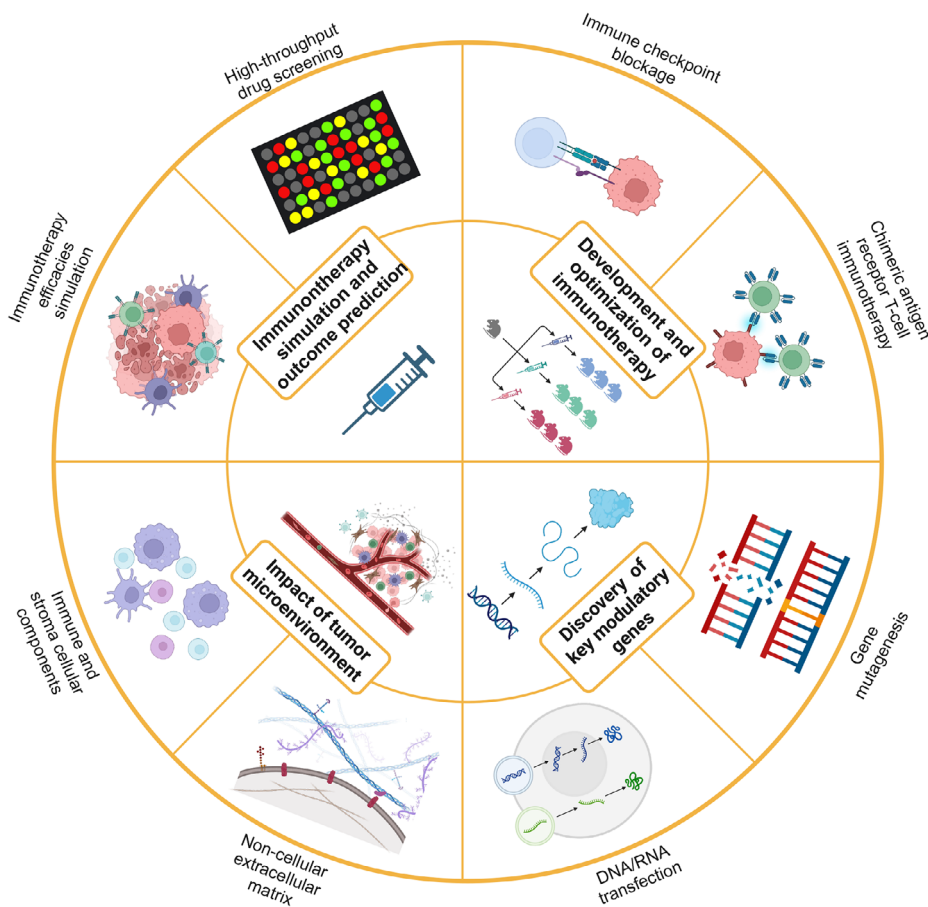 High-throughput
drug screening
Immune checkpoint
blockage
Immunotherapy
efficacies
simulation
Immunontherapy
simulation and
outcome prediction
Development and
optimization of
immunotherapy
Chimeric antigen
receptor T-cell
immunotherapy
Immune and
stroma cellular
components
Impact of tumor
microenvironment
Discovery of
key modulatory
genes
Gene
mutagenesis
Non-cellular
extracellular
matrix
DNA/RNA
transfection